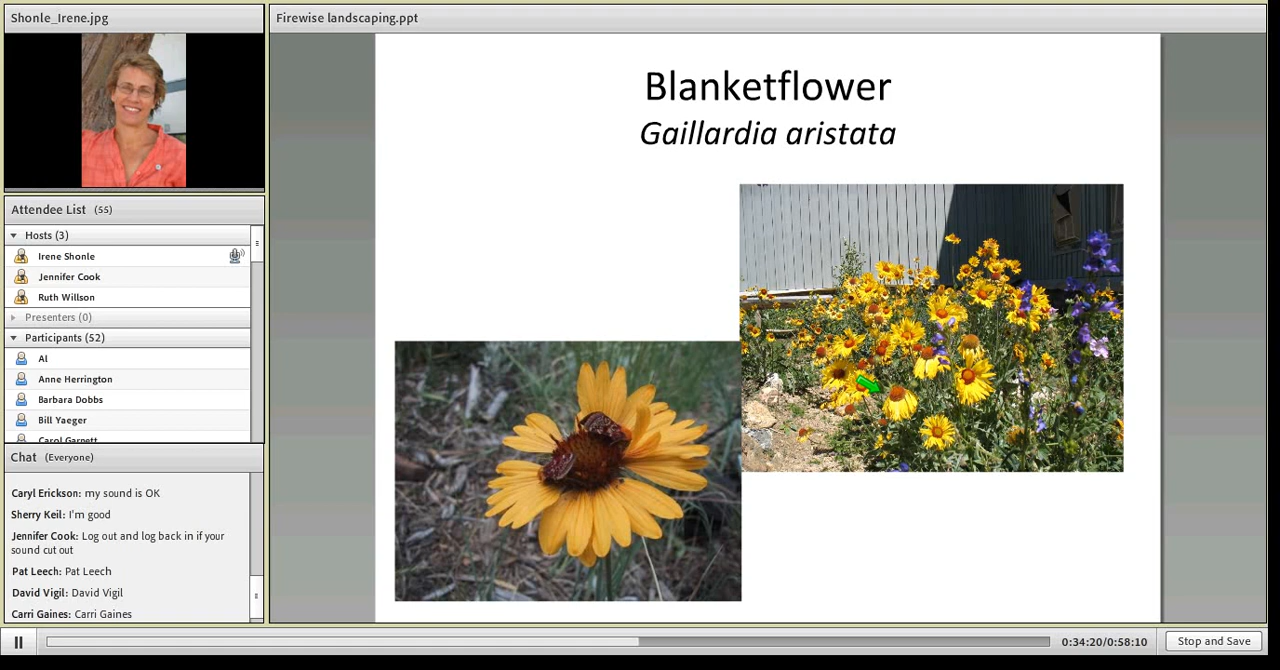 Shonle_Irene.jpg
Attendee List (55)
Hosts (3)
Irene Shonle
Jennifer Cook
Ruth Willson
Presenters (0)
Participants (52)
Al
Anne Herrington
Barbara Dobbs
Bill Yaeger
Carol Garnett
Chat (Everyone)
Caryl Erickson: my sound is OK
Sherry Keil: I'm good
Jennifer Cook: Log out and log back in if your
sound cut out
Pat Leech: Pat Leech
David Vigil: David Vigil
Carri Gaines: Carri Gaines
Firewise landscaping.ppt
Blanketflower
Gaillardia aristata
0:34:20/0:58:10
Stop and Save